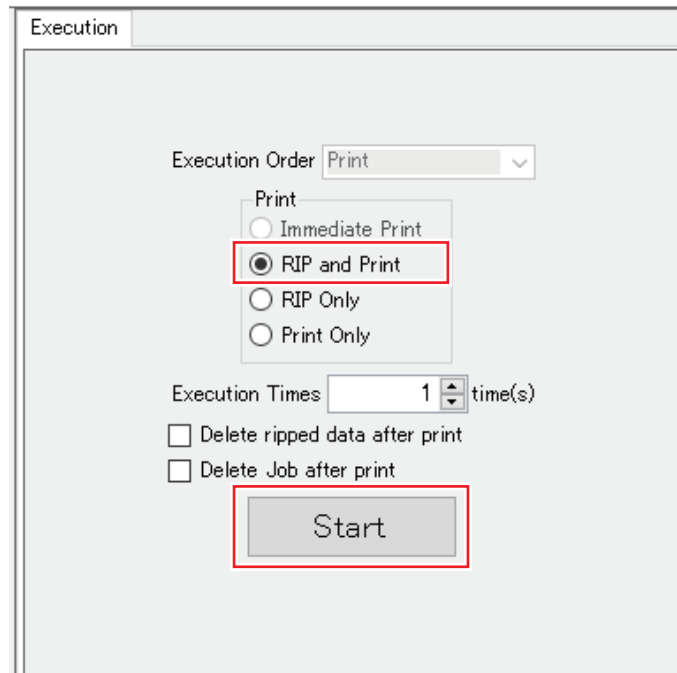 Execution
Execution Order Print
Print
Immediate Print
RIP and Print
RIP Only
Print Only
Execution Times 1 time(s)
Delete ripped data after print
Delete Job after print
Start